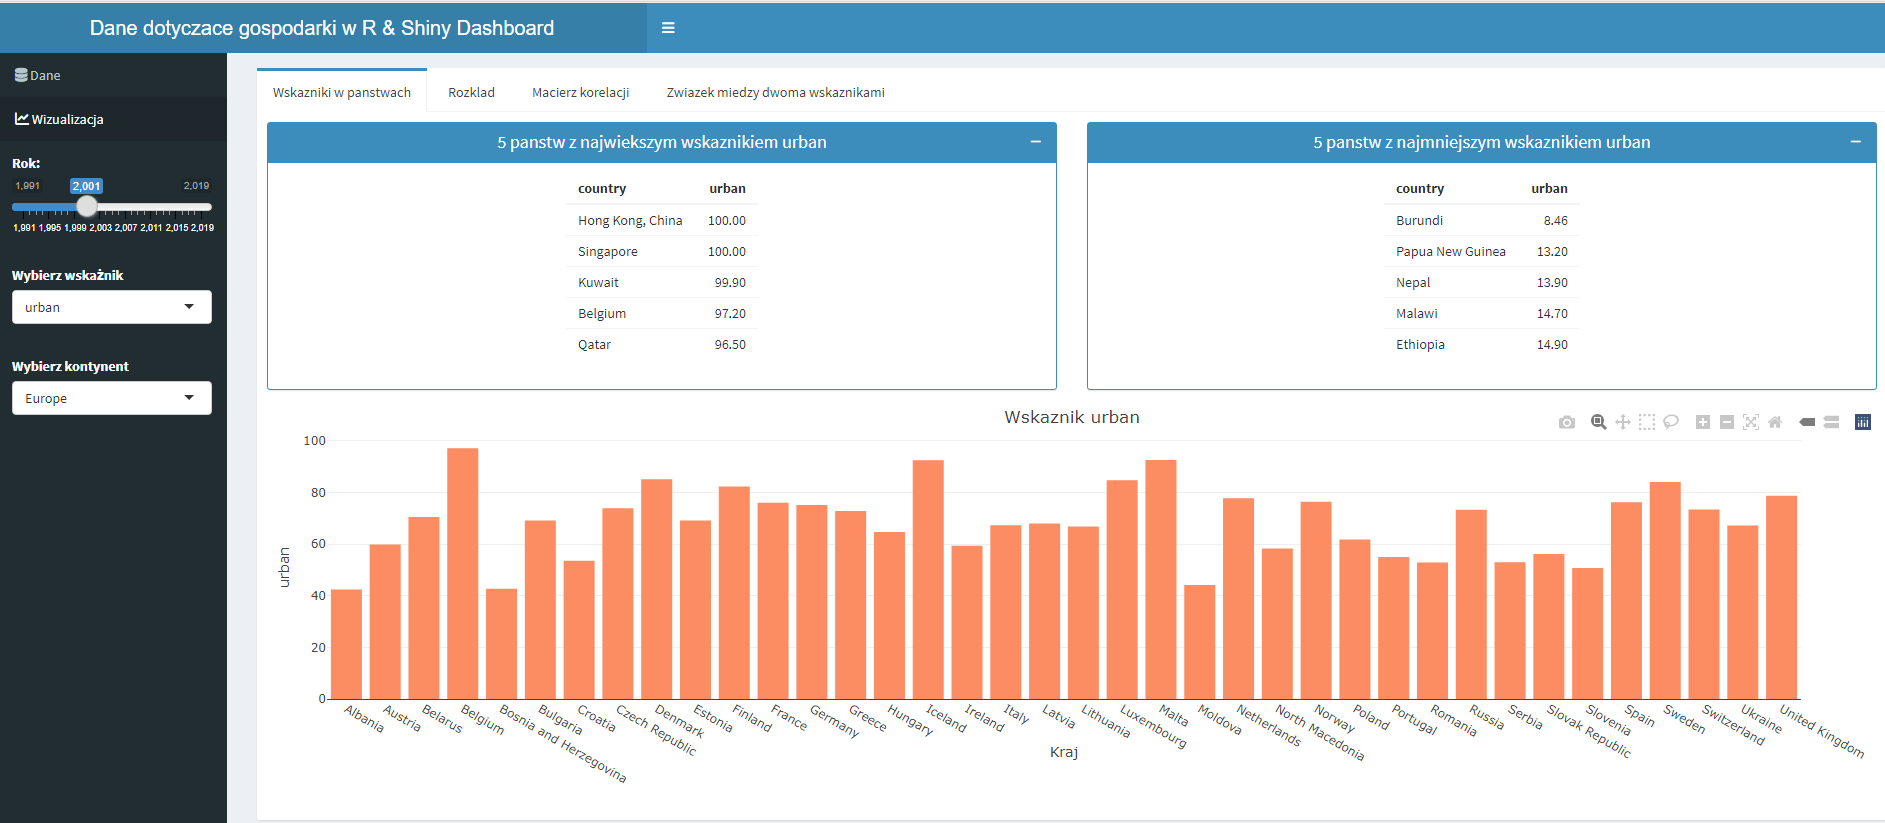 Dane dotyczace gospodarki w R & Shiny Dashboard
Dane
Wizualizacja
Rok:
1,991 2,001 2,019
1,991 1,995 1,999 2,003 2,007 2,011 2,015 2,019
Wybierz wskaźnik
urban
Wybierz kontynent
Europe
Wskazniki w panstwach Rozklad Macierz korelacji Zwiazek miedzy dwoma wskaznikami
5 panstw z najwiekszym wskaznikiem urban
country urban
Hong Kong, China 100.00
Singapore 100.00
Kuwait 99.90
Belgium 97.20
Qatar 96.50
5 panstw z najmniejszym wskaznikiem urban
country urban
Burundi 8.46
Papua New Guinea 13.20
Nepal 13.90
Malawi 14.70
Ethiopia 14.90
Wskaznik urban
100
80
60
40
20
0
urban
Albania
Austria
Belarus
Belgium
Bosnia and Herzegovina
Bulgaria
Croatia
Czech Republic
Denmark
Estonia
Finland
France
Germany
Greece
Hungary
Iceland
Ireland
Italy
Latvia
Lithuania
Luxembourg
Malta
Moldova
Netherlands
North Macedonia
Norway
Poland
Portugal
Romania
Russia
Serbia
Slovak Republic
Slovenia
Spain
Sweden
Switzerland
Ukraine
United Kingdom
Kraj